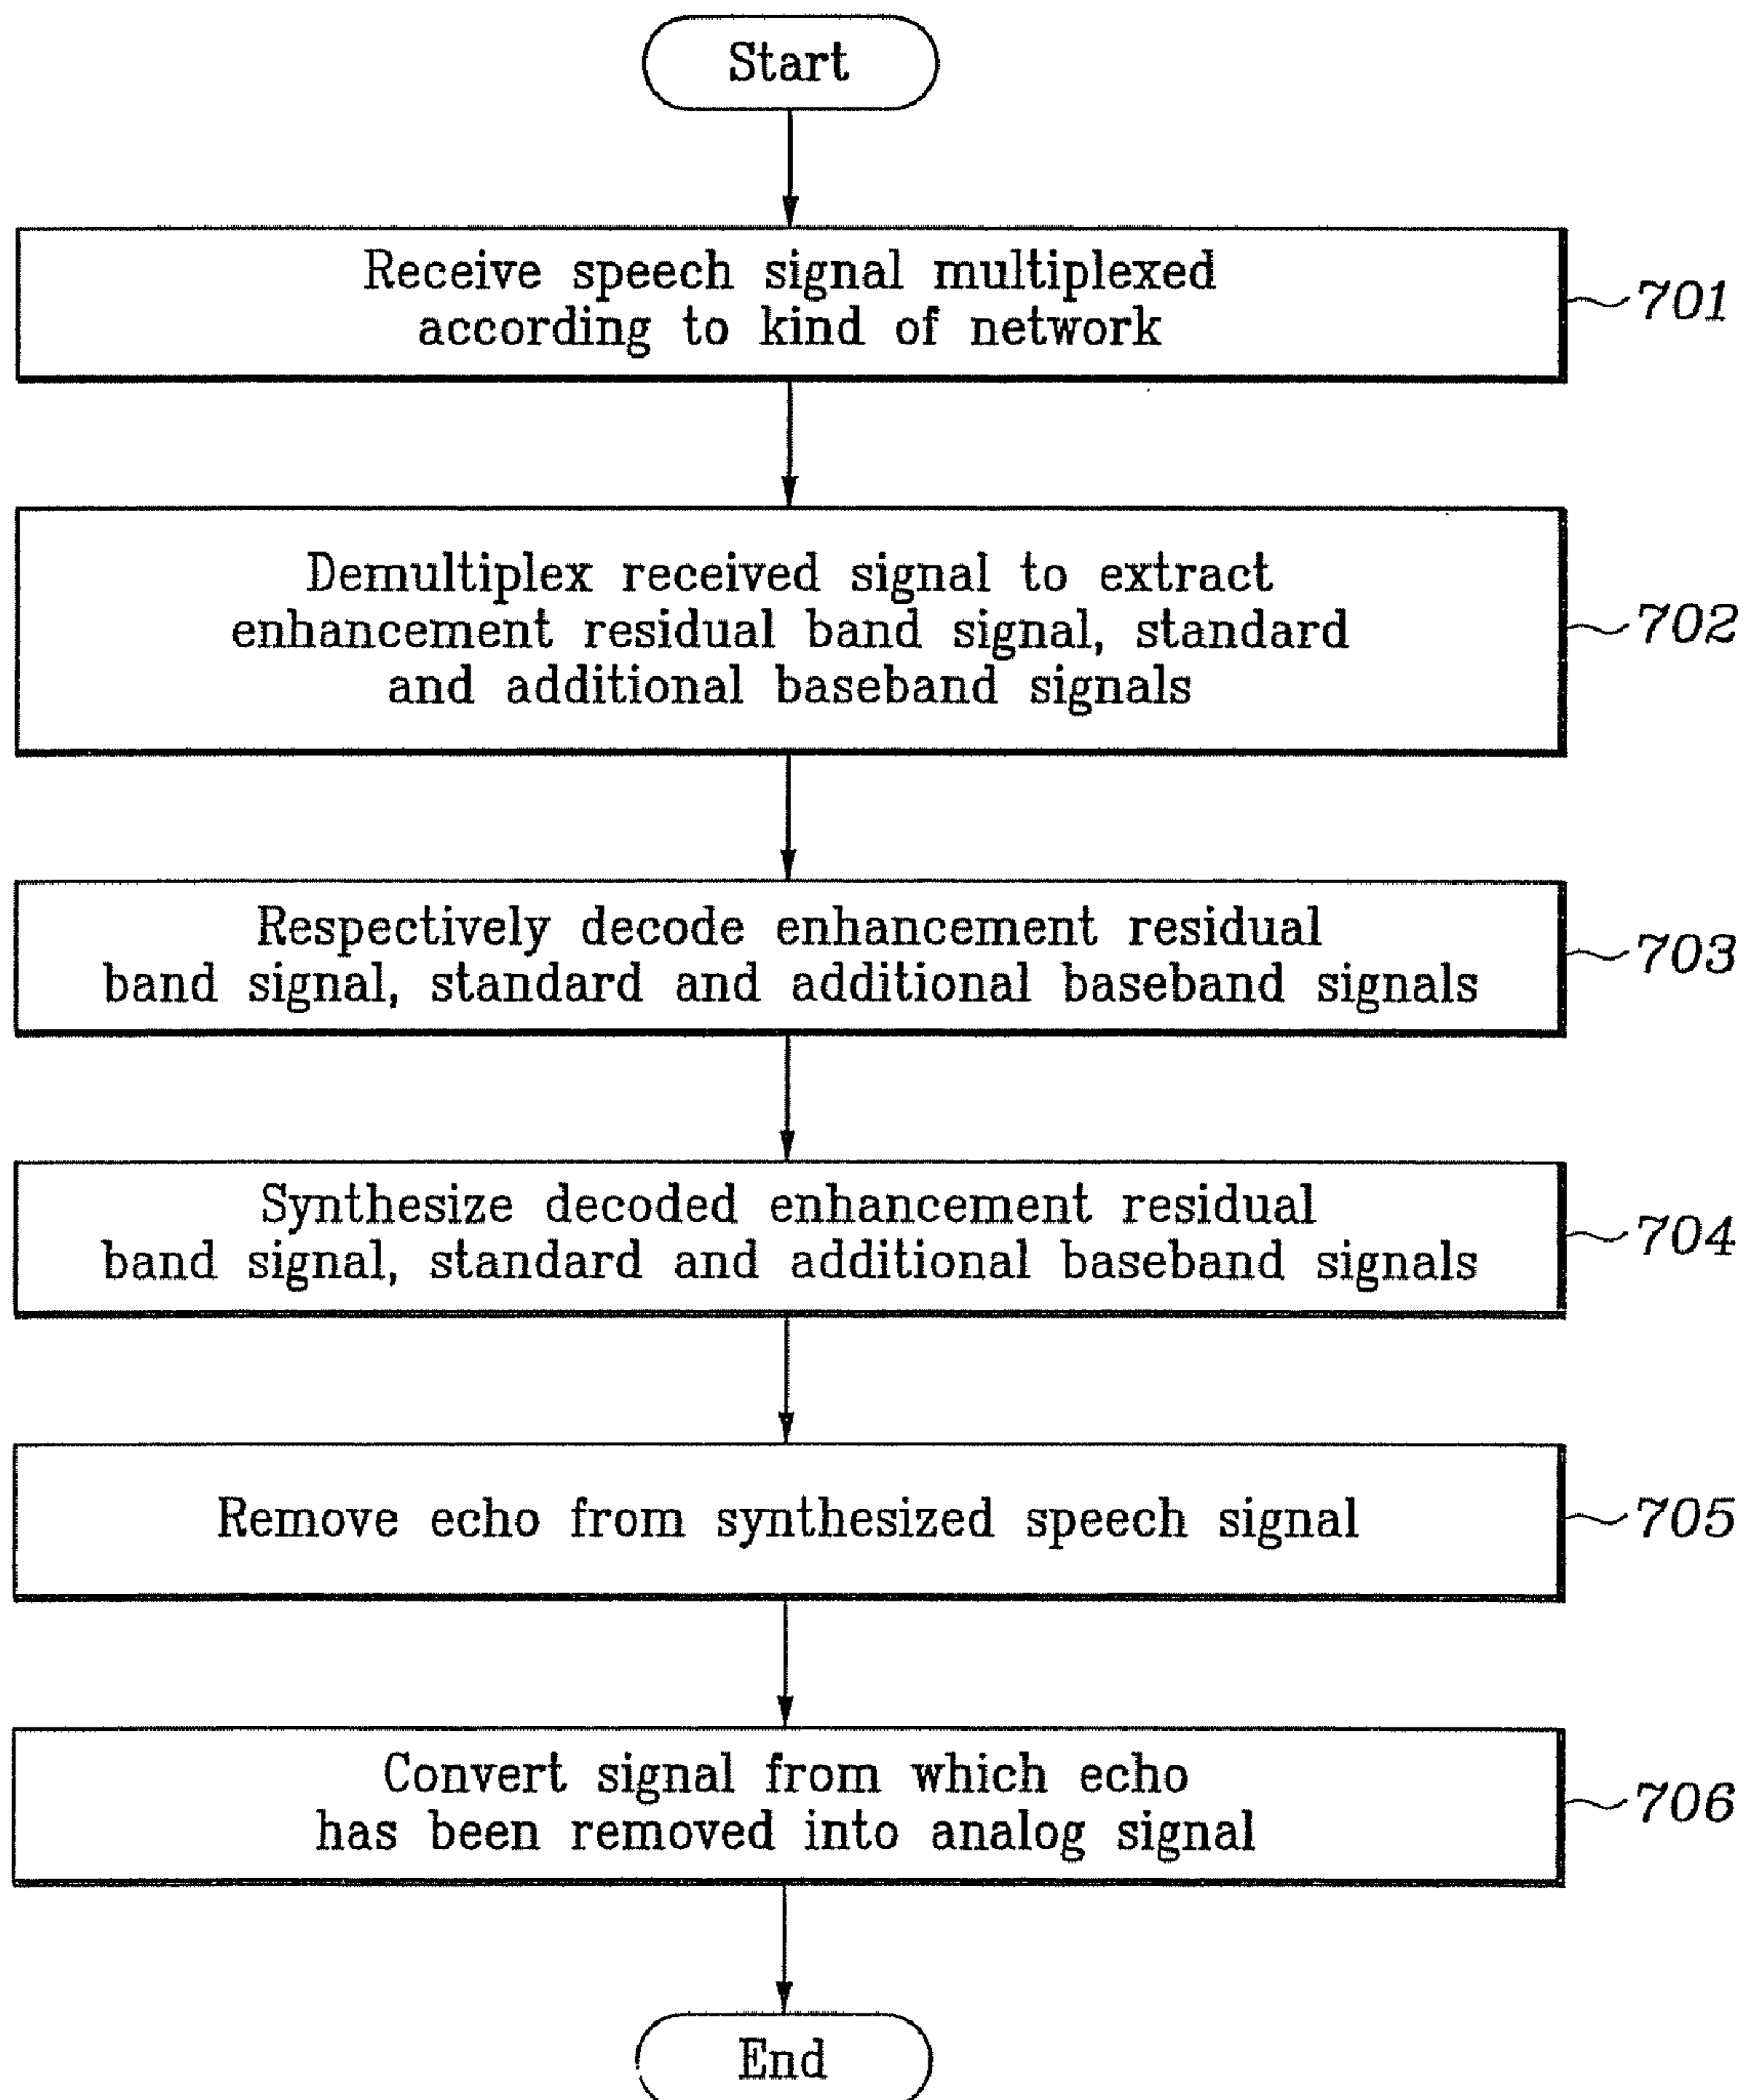 Start
Receive speech signal multiplexed
according to kind of network
701
Demultiplex received signal to extract
enhancement residual band signal, standard
and additional baseband signals
702
Respectively decode enhancement residual
band signal, standard and additional baseband signals
703
Synthesize decoded enhancement residual
band signal, standard and additional baseband signals
704
Remove echo from synthesized speech signal
705
Convert signal from which echo
has been removed into analog signal
706
End